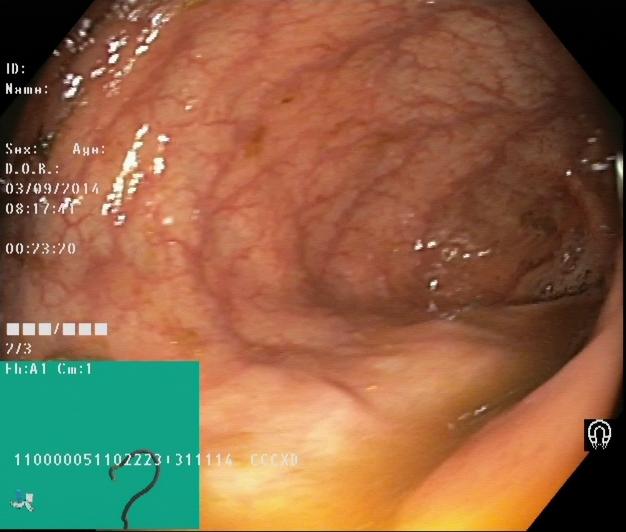 ID:
Name:
Sex: Age:
D.O.B.:
03/09/2014
08:17:41
00:23:20
■■■/■■■
2/3
Eh:A1 Cm:1
110000051102223+311114 CCCXD